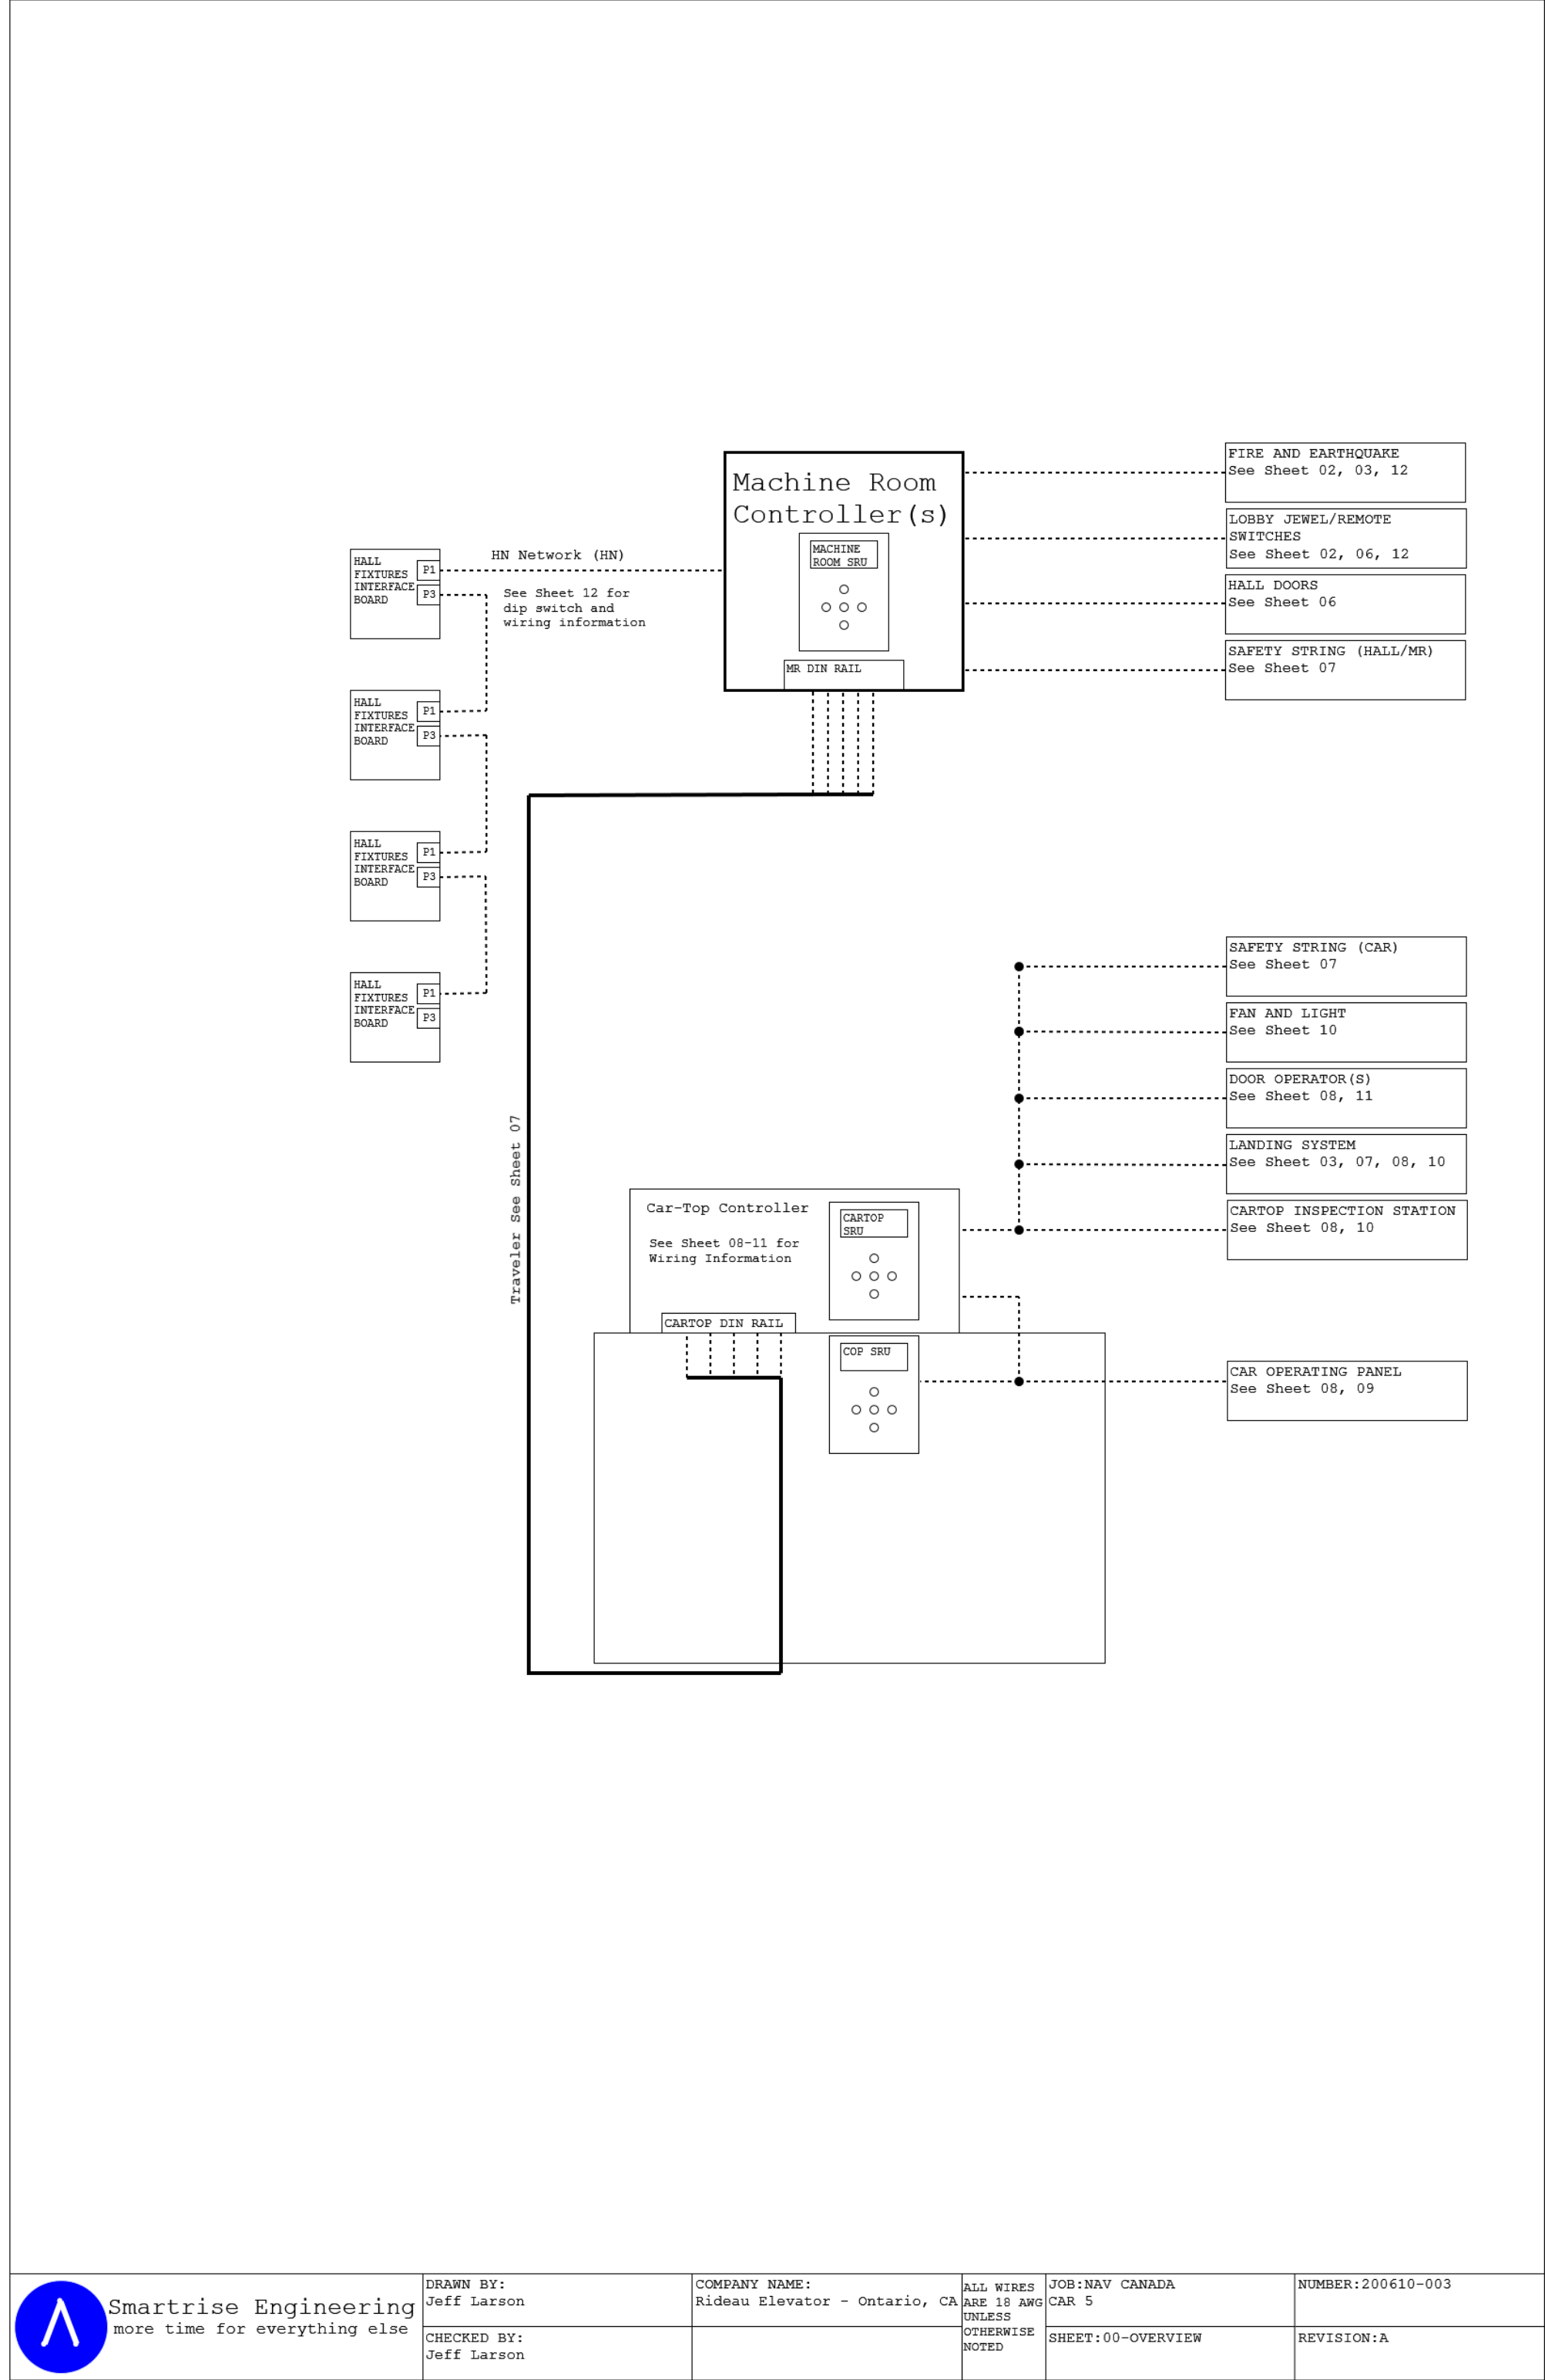 FIRE AND EARTHQUAKE
See Sheet 02, 03, 12
Machine Room
Controller(s)
LOBBY JEWEL/REMOTE
SWITCHES
See Sheet 02, 06, 12
MACHINE
ROOM SRU
HN Network (HN)
HALL
FIXTURES
INTERFACE
BOARD
P1
P3
See Sheet 12 for
dip switch and
wiring information
HALL DOORS
See Sheet 06
SAFETY STRING (HALL/MR)
See Sheet 07
MR DIN RAIL
HALL
FIXTURES
INTERFACE
BOARD
P1
P3
HALL
FIXTURES
INTERFACE
BOARD
P1
P3
HALL
FIXTURES
INTERFACE
BOARD
P1
P3
SAFETY STRING (CAR)
See Sheet 07
FAN AND LIGHT
See Sheet 10
DOOR OPERATOR(S)
See Sheet 08, 11
LANDING SYSTEM
See Sheet 03, 07, 08, 10
CARTOP INSPECTION STATION
See Sheet 08, 10
Traveler See Sheet 07
Car-Top Controller
See Sheet 08-11 for
Wiring Information
CARTOP
SRU
CARTOP DIN RAIL
COP SRU
CAR OPERATING PANEL
See Sheet 08, 09
Smartrise Engineering
more time for everything else
DRAWN BY:
Jeff Larson
CHECKED BY:
Jeff Larson
COMPANY NAME:
Rideau Elevator - Ontario, CA
ALL WIRES
ARE 18 AWG
UNLESS
OTHERWISE
NOTED
JOB:NAV CANADA
CAR 5
SHEET:00-OVERVIEW
NUMBER:200610-003
REVISION:A